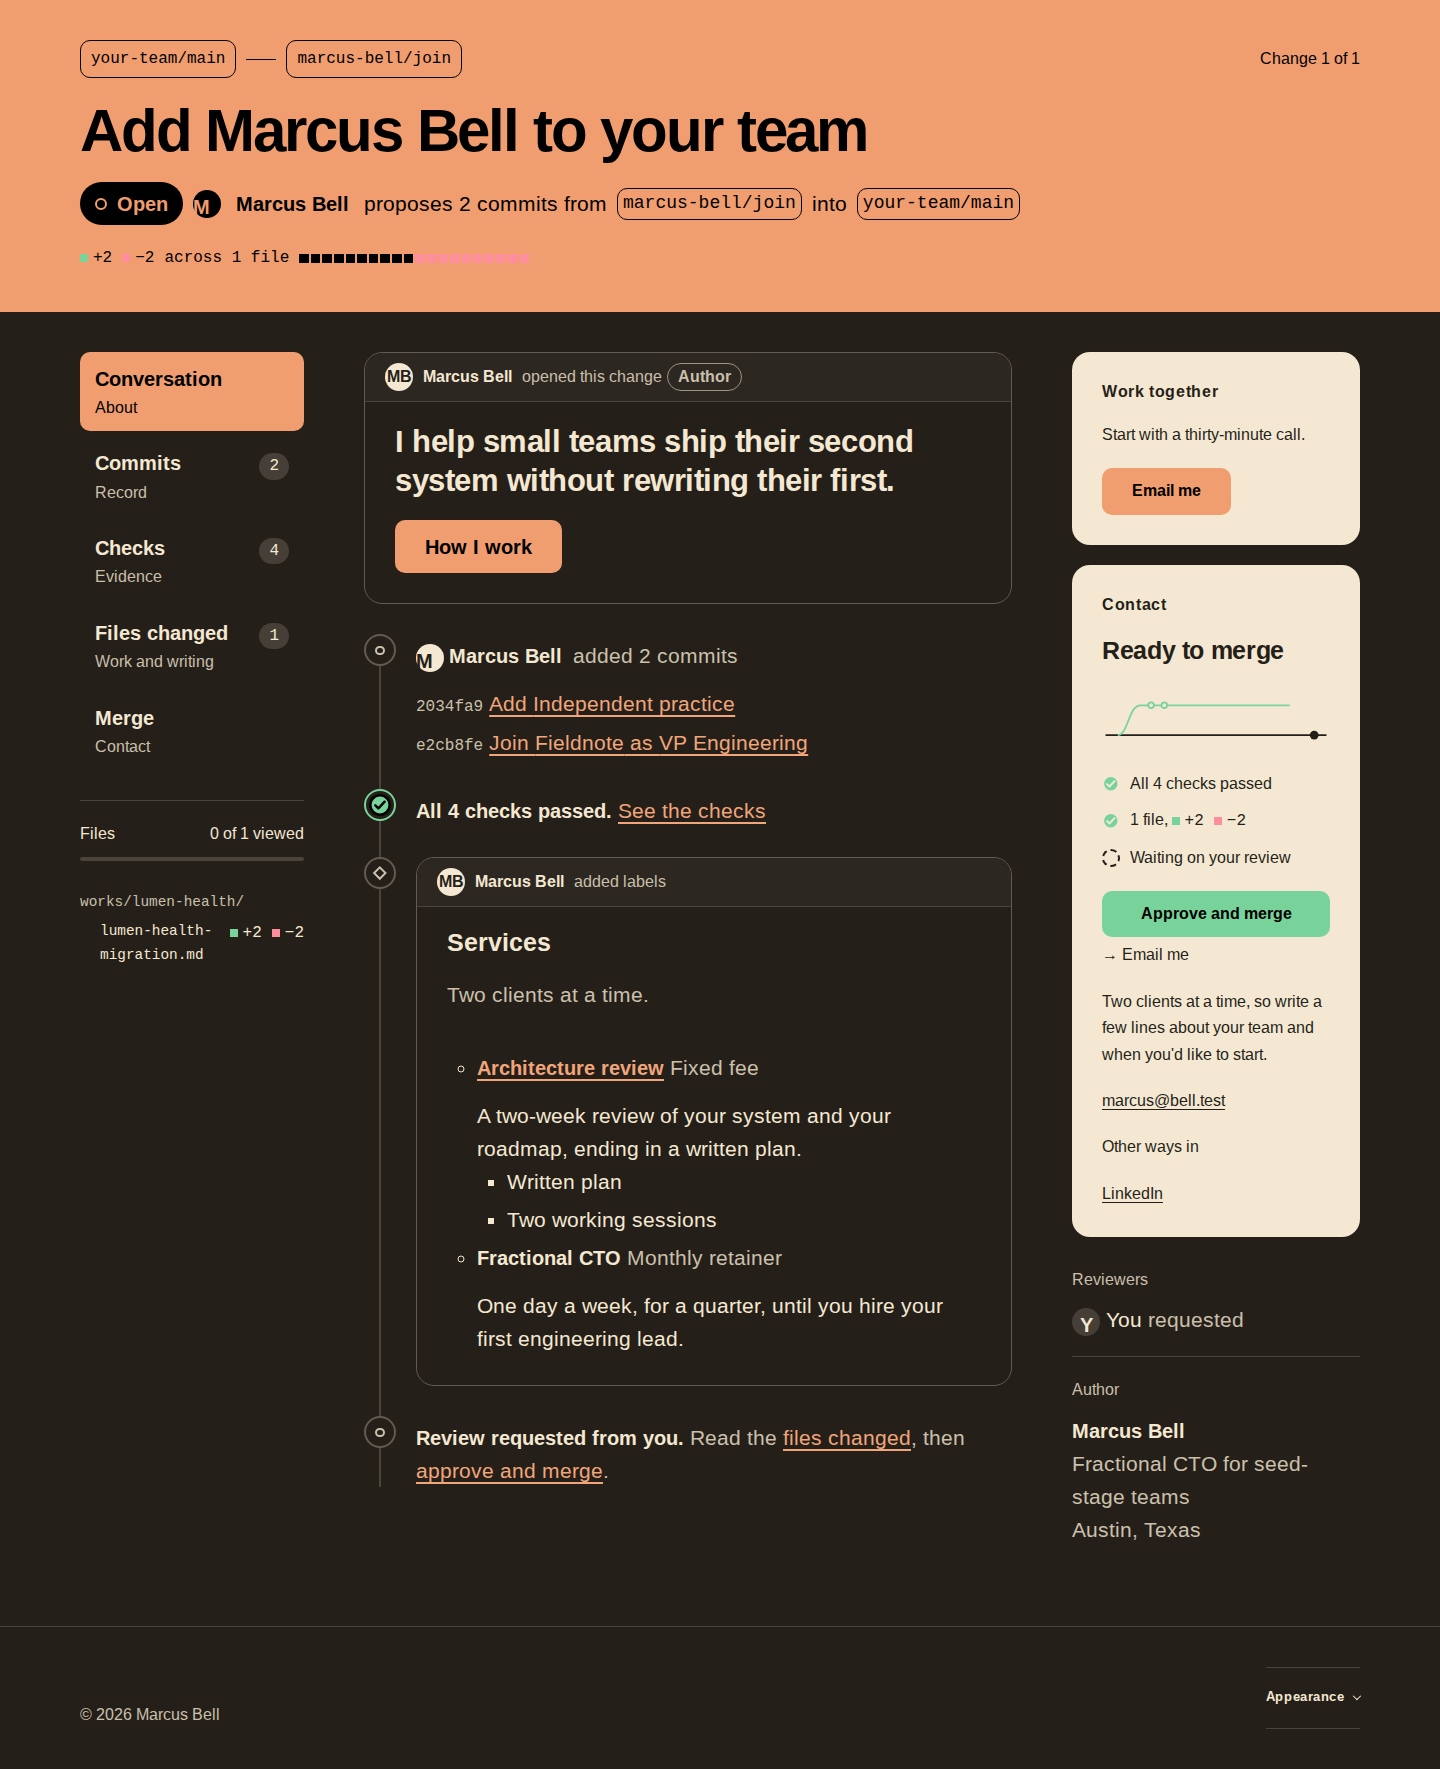 your-team/main marcus-bell/join
Change 1 of 1
Add Marcus Bell to your team
Open M Marcus Bell proposes 2 commits from marcus-bell/join into your-team/main
+2 −2 across 1 file
Conversation
About
Commits 2
Record
Checks 4
Evidence
Files changed 1
Work and writing
Merge
Contact
Files 0 of 1 viewed
works/lumen-health/
lumen-health- +2 −2
migration.md
MB Marcus Bell opened this change Author
I help small teams ship their second
system without rewriting their first.
How I work
M Marcus Bell added 2 commits
2034fa9 Add Independent practice
e2cb8fe Join Fieldnote as VP Engineering
All 4 checks passed. See the checks
MB Marcus Bell added labels
Services
Two clients at a time.
Architecture review Fixed fee
A two-week review of your system and your
roadmap, ending in a written plan.
Written plan
Two working sessions
Fractional CTO Monthly retainer
One day a week, for a quarter, until you hire your
first engineering lead.
Review requested from you. Read the files changed, then
approve and merge.
Work together
Start with a thirty-minute call.
Email me
Contact
Ready to merge
All 4 checks passed
1 file, +2 −2
Waiting on your review
Approve and merge
→ Email me
Two clients at a time, so write a
few lines about your team and
when you'd like to start.
marcus@bell.test
Other ways in
LinkedIn
Reviewers
Y You requested
Author
Marcus Bell
Fractional CTO for seed-
stage teams
Austin, Texas
© 2026 Marcus Bell
Appearance